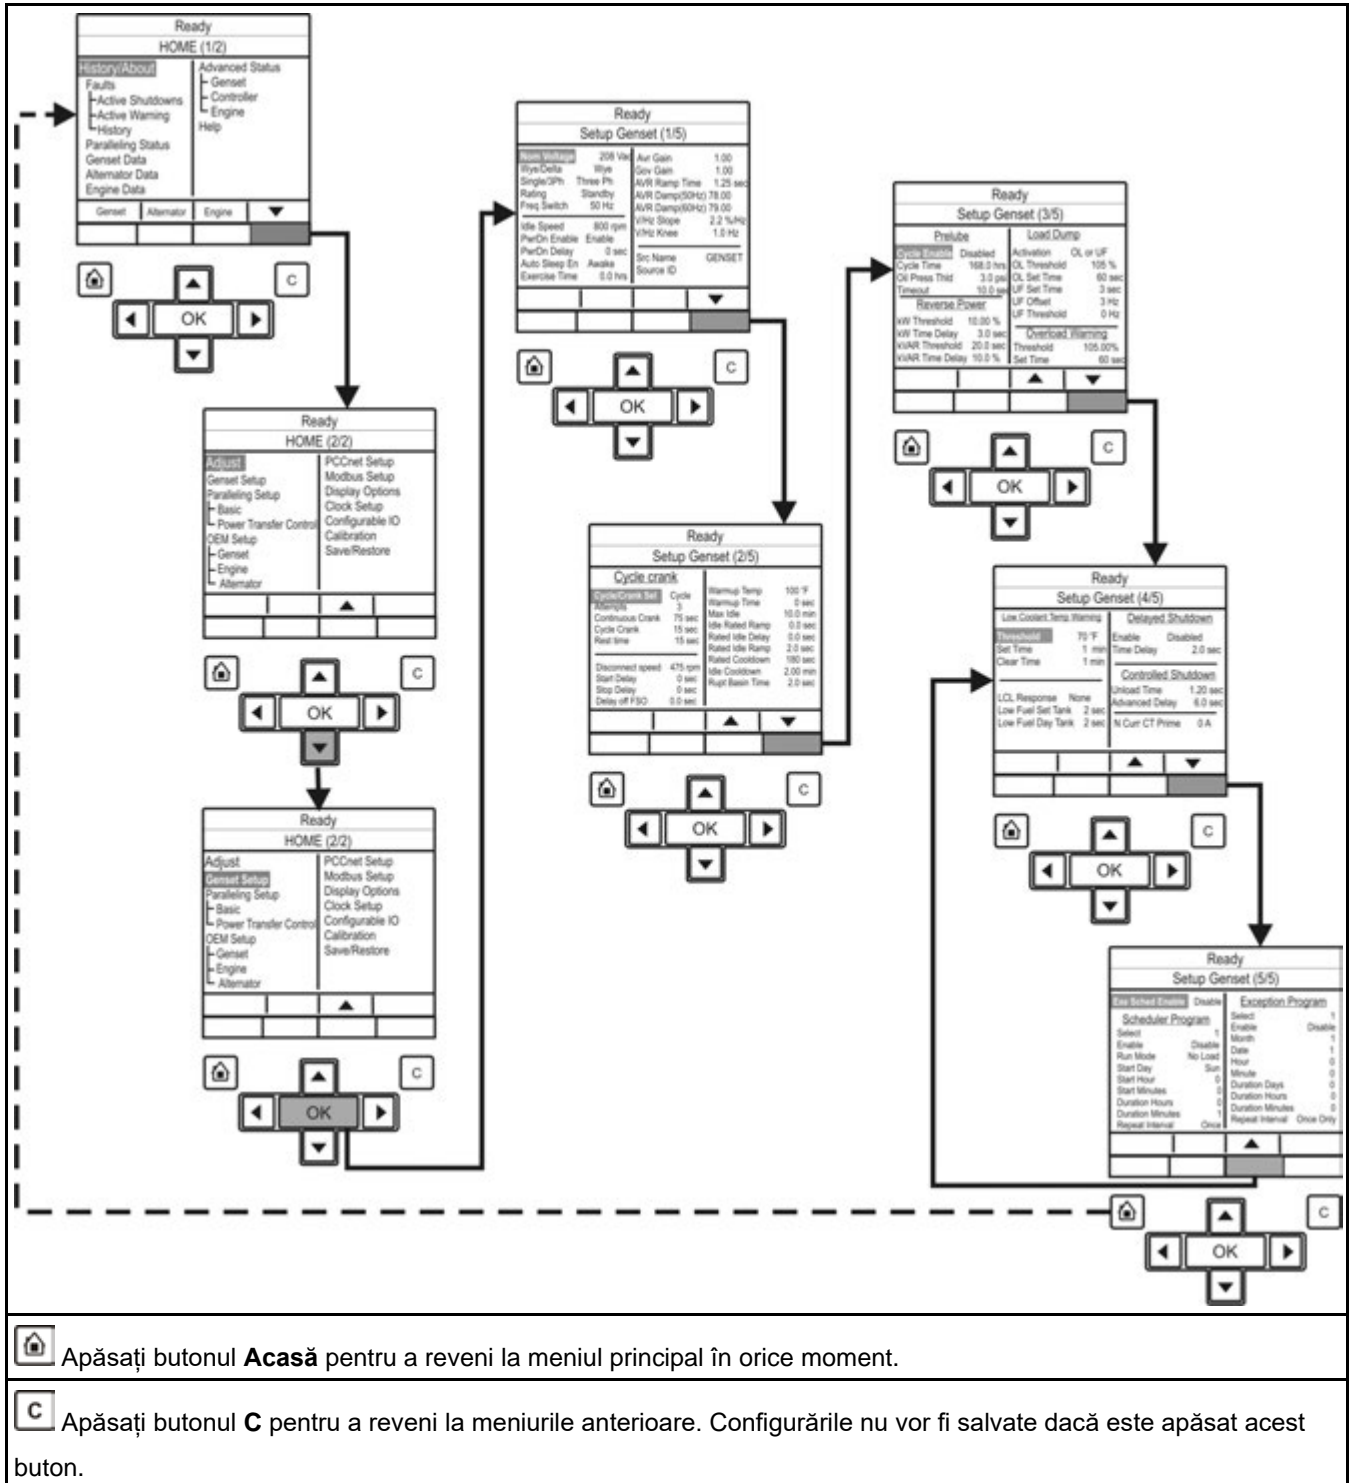 Ready
HOME (1/2)
History/About
Faults
Active Shutdowns
Active Warning
History
Paralleling Status
Genset Data
Alternator Data
Engine Data
Advanced Status
Genset
Controller
Engine
Help
Genset Alternator Engine
C
OK
Ready
HOME (2/2)
Adjust
Genset Setup
Paralleling Setup
Basic
Power Transfer Control
OEM Setup
Genset
Engine
Alternator
PCCnet Setup
Modbus Setup
Display Options
Clock Setup
Configurable IO
Calibration
Save/Restore
C
OK
Ready
HOME (2/2)
Adjust
Genset Setup
Paralleling Setup
Basic
Power Transfer Control
OEM Setup
Genset
Engine
Alternator
PCCnet Setup
Modbus Setup
Display Options
Clock Setup
Configurable IO
Calibration
Save/Restore
C
OK
Ready
Setup Genset (1/5)
Nom Voltage 208 Vac
Wye/Delta Wye
Single/3Ph Three Ph
Rating Standby
Freq Switch 50 Hz
Idle Speed 800 rpm
PwrOn Enable Enable
PwrOn Delay 0 sec
Auto Sleep En Awake
Exercise Time 0.0 hrs
Avr Gain 1.00
Gov Gain 1.00
AVR Ramp Time 1.25 sec
AVR Damp(50Hz) 78.00
AVR Damp(60Hz) 79.00
V/Hz Slope 2.2 %/Hz
V/Hz Knee 1.0 Hz
Src Name GENSET
Source ID
C
OK
Ready
Setup Genset (2/5)
Cycle crank
Cycle/Crank Sel Cycle
Attempts 3
Continuous Crank 75 sec
Cycle Crank 15 sec
Rest time 15 sec
Disconnect speed 475 rpm
Start Delay 0 sec
Stop Delay 0 sec
Delay off FSO 0.0 sec
Warmup Temp 100 °F
Warmup Time 0 sec
Max Idle 10.0 min
Idle Rated Ramp 0.0 sec
Rated Idle Delay 0.0 sec
Rated Idle Ramp 2.0 sec
Rated Cooldown 180 sec
Idle Cooldown 2.00 min
Rupt Basin Time 2.0 sec
C
OK
Ready
Setup Genset (3/5)
Prelube
Cycle Enable Disabled
Cycle Time 168.0 hrs
Oil Press Thld 3.0 psi
Timeout 10.0 sec
Reverse Power
kW Threshold 10.00 %
kW Time Delay 3.0 sec
kVAR Threshold 20.0 sec
kVAR Time Delay 10.0 %
Load Dump
Activation OL or UF
OL Threshold 105 %
OL Set Time 60 sec
UF Set Time 3 sec
UF Offset 3 Hz
UF Threshold 0 Hz
Overload Warning
Threshold 105.00%
Set Time 60 sec
C
OK
Ready
Setup Genset (4/5)
Low Coolant Temp Warning
Threshold 70 °F
Set Time 1 min
Clear Time 1 min
LCL Response None
Low Fuel Set Tank 2 sec
Low Fuel Day Tank 2 sec
Delayed Shutdown
Enable Disabled
Time Delay 2.0 sec
Controlled Shutdown
Unload Time 1.20 sec
Advanced Delay 6.0 sec
N Curr CT Prime 0 A
C
OK
Ready
Setup Genset (5/5)
Exe Sched Enable Disable
Scheduler Program
Select 1
Enable Disable
Run Mode No Load
Start Day Sun
Start Hour 0
Start Minutes 0
Duration Hours 0
Duration Minutes 1
Repeat Interval Once
Exception Program
Select 1
Enable Disable
Month 1
Date 1
Hour 0
Minute 0
Duration Days 0
Duration Hours 0
Duration Minutes 0
Repeat Interval Once Only
C
OK
Apăsați butonul Acasă pentru a reveni la meniul principal în orice moment.
C Apăsați butonul C pentru a reveni la meniurile anterioare. Configurările nu vor fi salvate dacă este apăsat acest
buton.